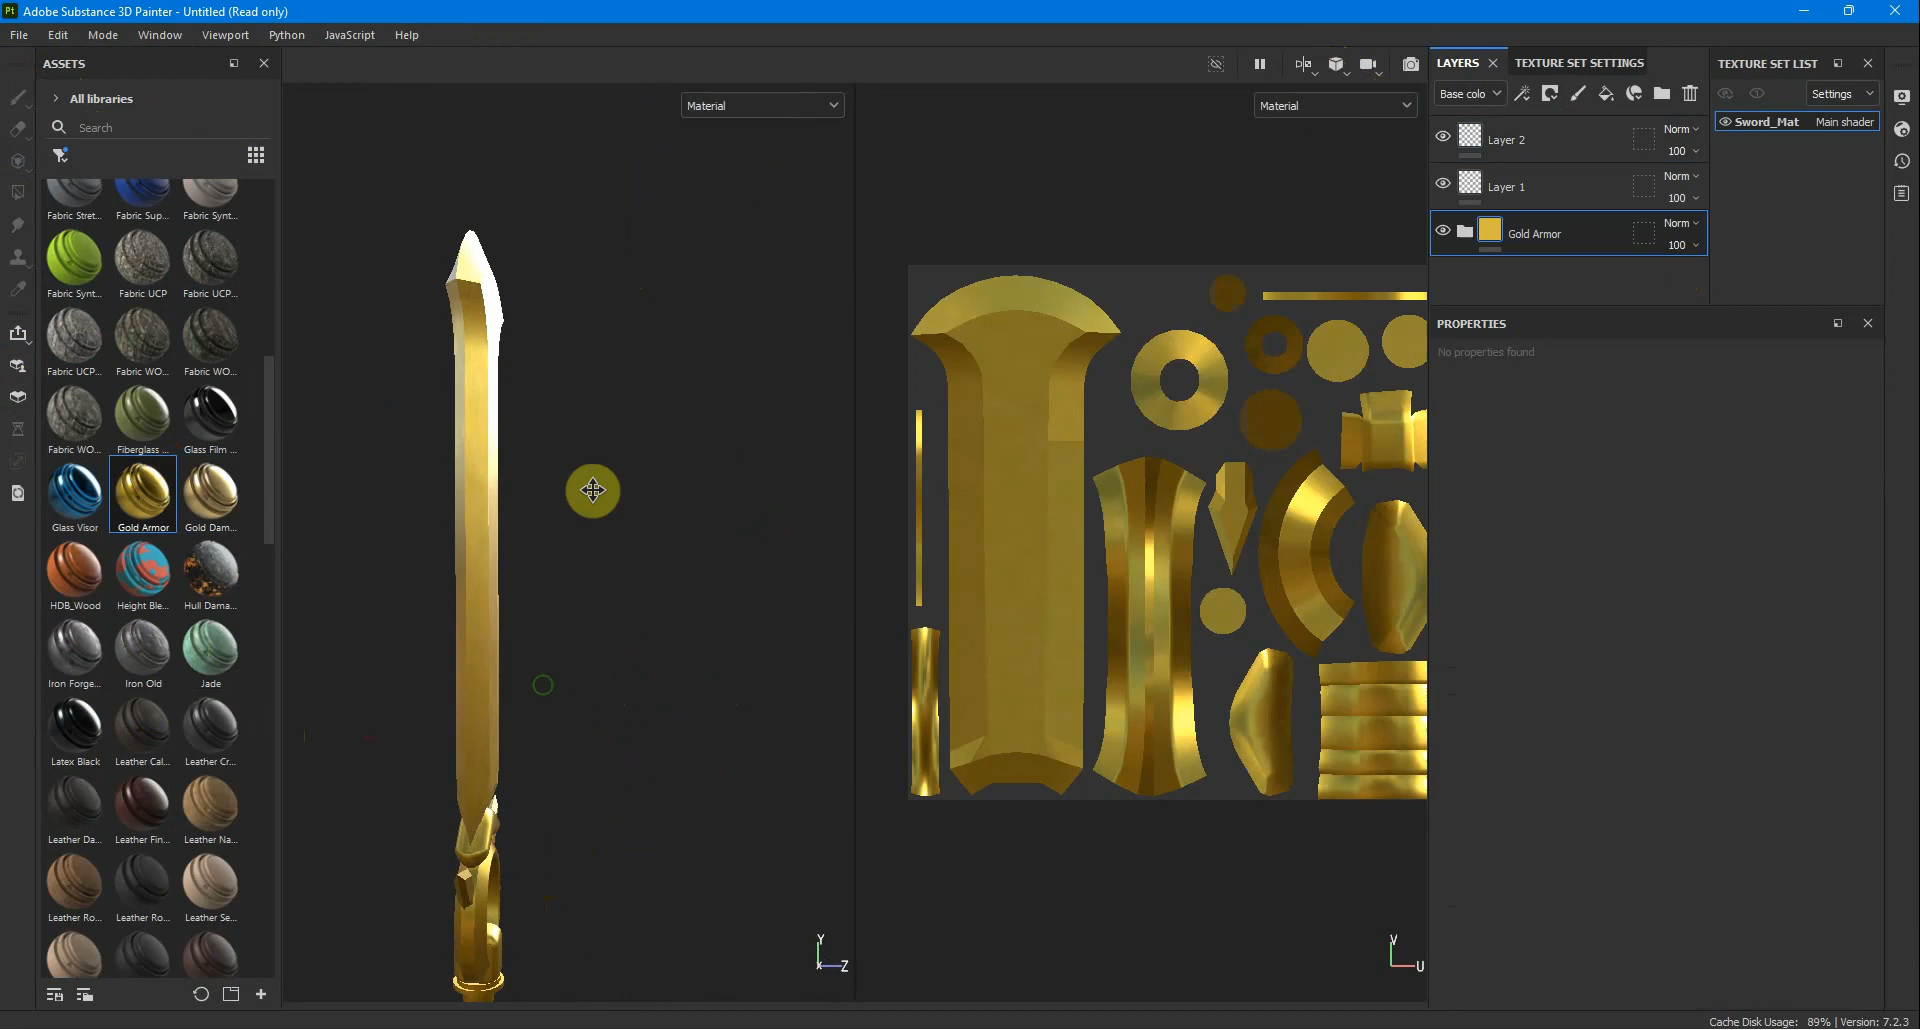 Pt Adobe Substance 3D Painter - Untitled (Read only)
File Edit Mode Window Viewport Python JavaScript Help
ASSETS
All libraries
Search
Fabric Stret... Fabric Sup... Fabric Synt...
Fabric Synt... Fabric UCP Fabric UCP...
Fabric UCP... Fabric WO... Fabric WO...
Fabric WO... Fiberglass ... Glass Film ...
Glass Visor Gold Armor Gold Dam...
HDB_Wood Height Ble... Hull Dama...
Iron Forge... Iron Old Jade
Latex Black Leather Cal... Leather Cr...
Leather Da... Leather Fin... Leather Na...
Leather Ro... Leather Ro... Leather Se...
Material
Y
X Z
Material
V
U
LAYERS TEXTURE SET SETTINGS
Base colo
Layer 2 Norm
100
Layer 1 Norm
100
Gold Armor Norm
100
TEXTURE SET LIST
Settings
Sword_Mat Main shader
PROPERTIES
No properties found
Cache Disk Usage: 89% | Version: 7.2.3